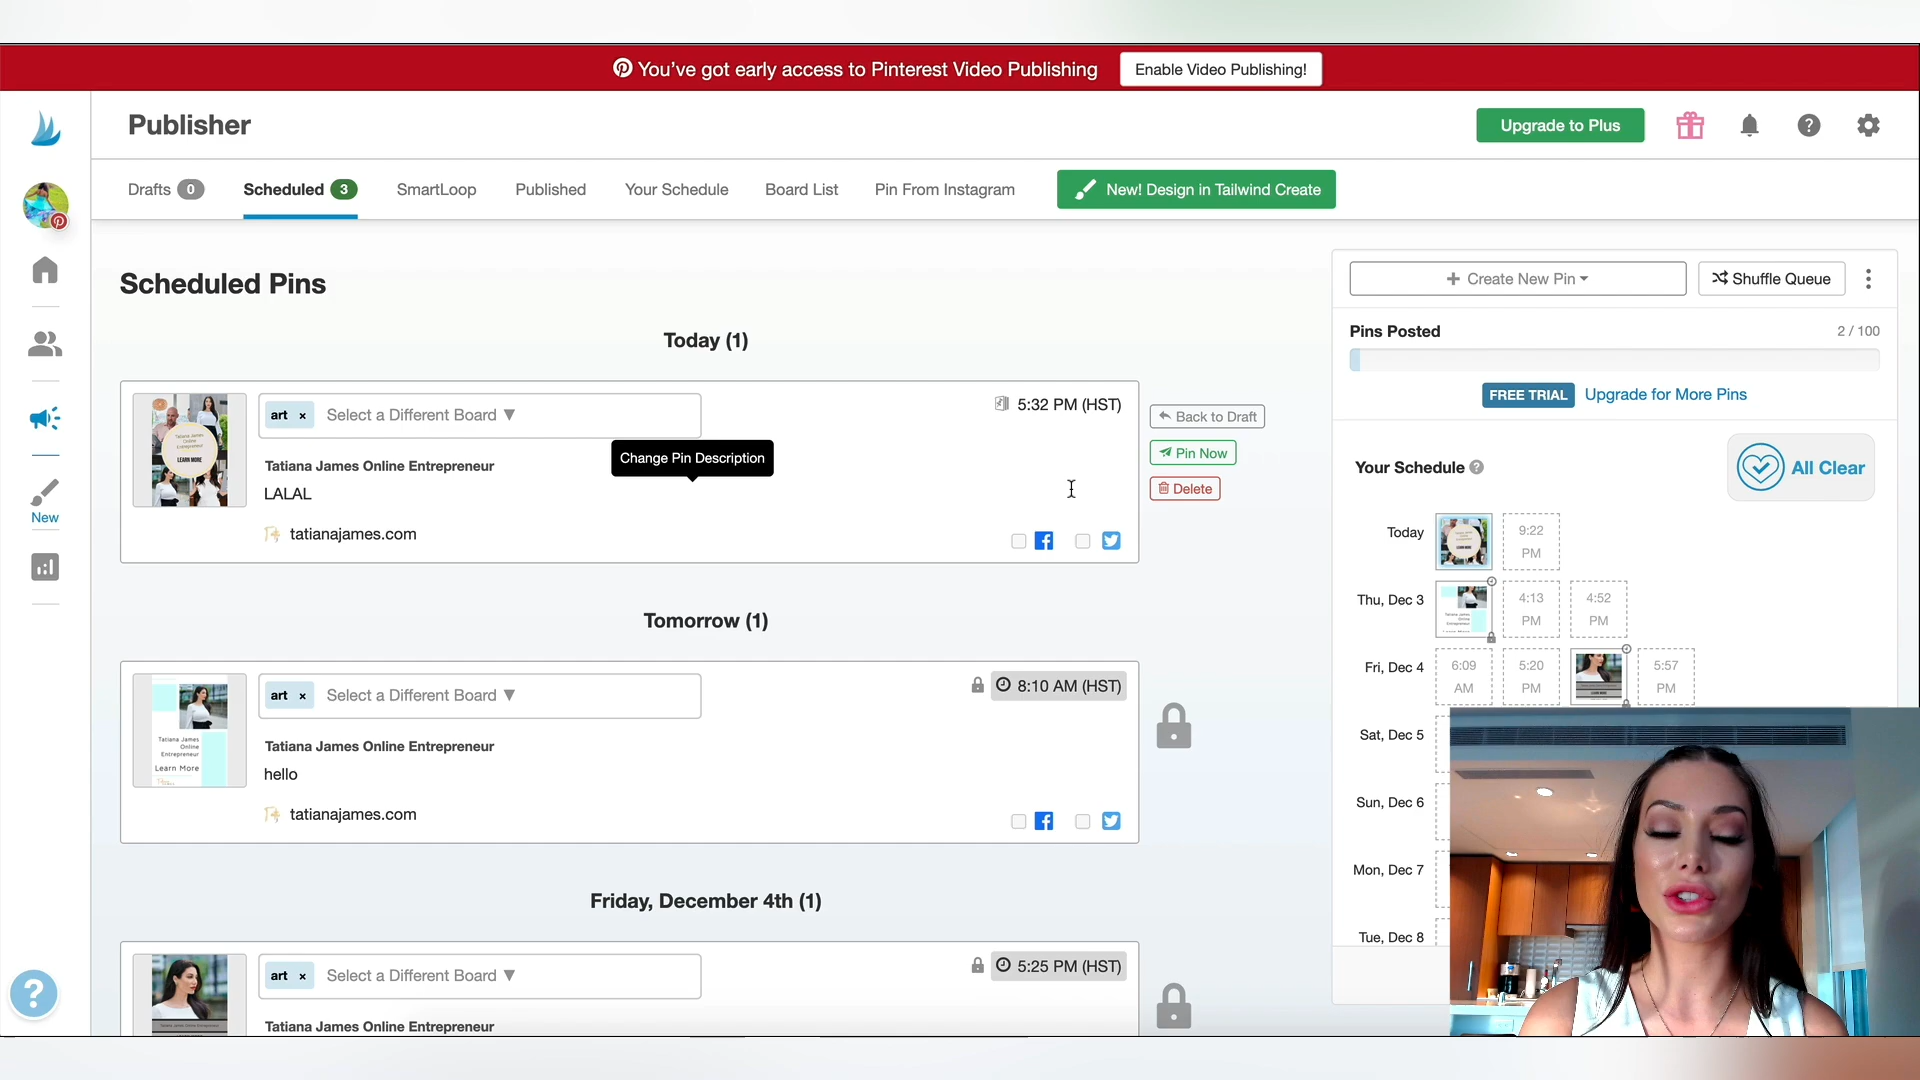 You've got early access to Pinterest Video Publishing
Enable Video Publishing!
Publisher
Upgrade to Plus
Drafts 0
Scheduled 3
SmartLoop
Published
Your Schedule
Board List
Pin From Instagram
New! Design in Tailwind Create
New
Scheduled Pins
Today (1)
art × Select a Different Board ▼
5:32 PM (HST)
Change Pin Description
Tatiana James Online Entrepreneur
LALAL
tatianajames.com
Back to Draft
Pin Now
Delete
Tomorrow (1)
art × Select a Different Board ▼
8:10 AM (HST)
Tatiana James
Online
Entrepreneur
Learn More
Tatiana James Online Entrepreneur
hello
tatianajames.com
Friday, December 4th (1)
art × Select a Different Board ▼
5:25 PM (HST)
Tatiana James Online Entrepreneur
+ Create New Pin
Shuffle Queue
Pins Posted
2 / 100
FREE TRIAL
Upgrade for More Pins
Your Schedule ?
All Clear
Today
9:22
PM
Thu, Dec 3
4:13
PM
4:52
PM
Fri, Dec 4
6:09
AM
5:20
PM
5:57
PM
Sat, Dec 5
Sun, Dec 6
Mon, Dec 7
Tue, Dec 8